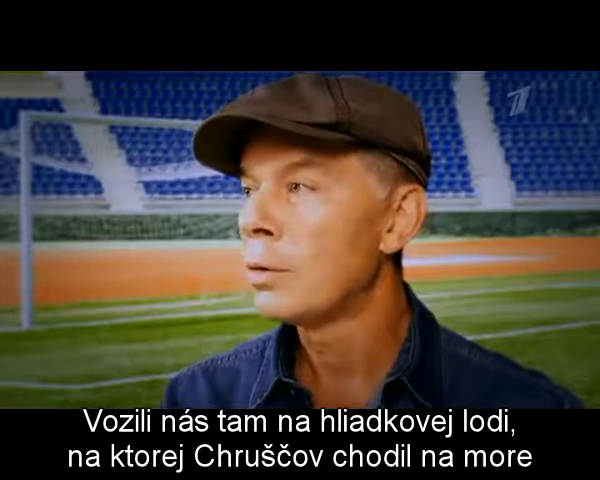 Vozili nás tam na hliadkovej lodi,
na ktorej Chruščov chodil na more